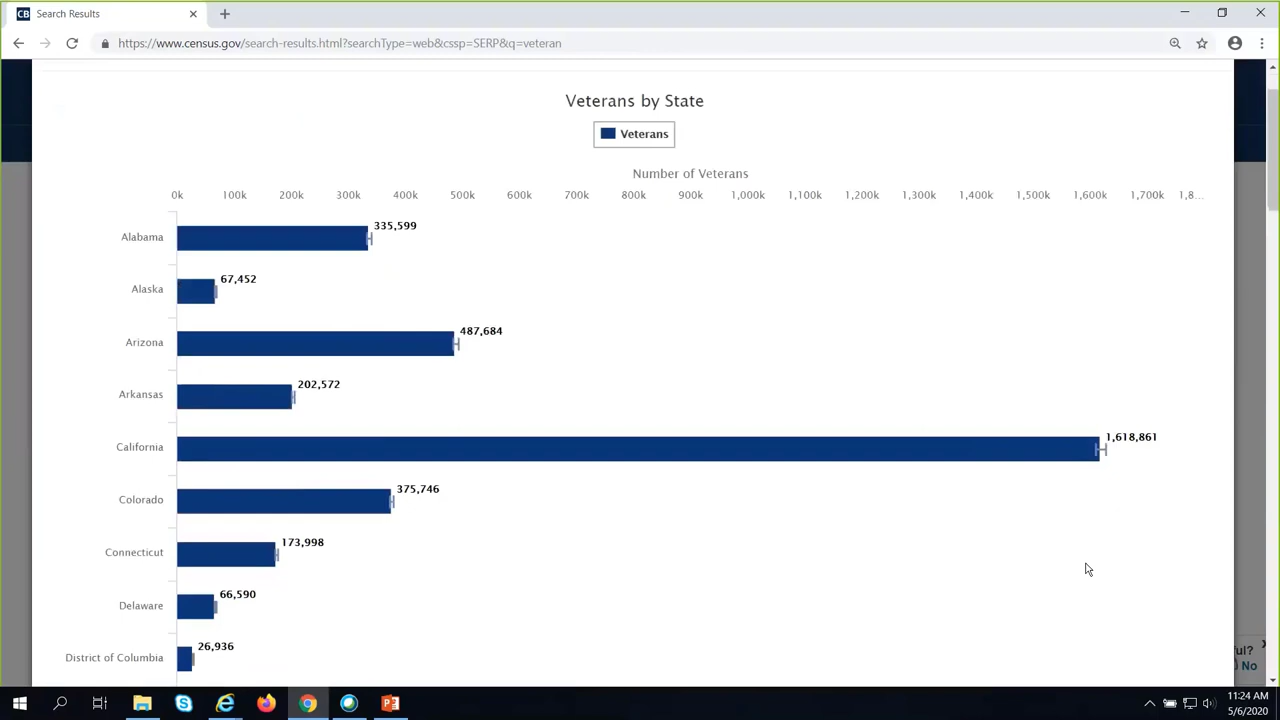 CB Search Results
https://www.census.gov/search-results.html?searchType=web&cssp=SERP&q=veteran
Veterans by State
Veterans
Number of Veterans
0k 100k 200k 300k 400k 500k 600k 700k 800k 900k 1,000k 1,100k 1,200k 1,300k 1,400k 1,500k 1,600k 1,700k 1,8...
Alabama 335,599
Alaska 67,452
Arizona 487,684
Arkansas 202,572
California 1,618,861
Colorado 375,746
Connecticut 173,998
Delaware 66,590
ful?
No
District of Columbia 26,936
11:24 AM
5/6/2020